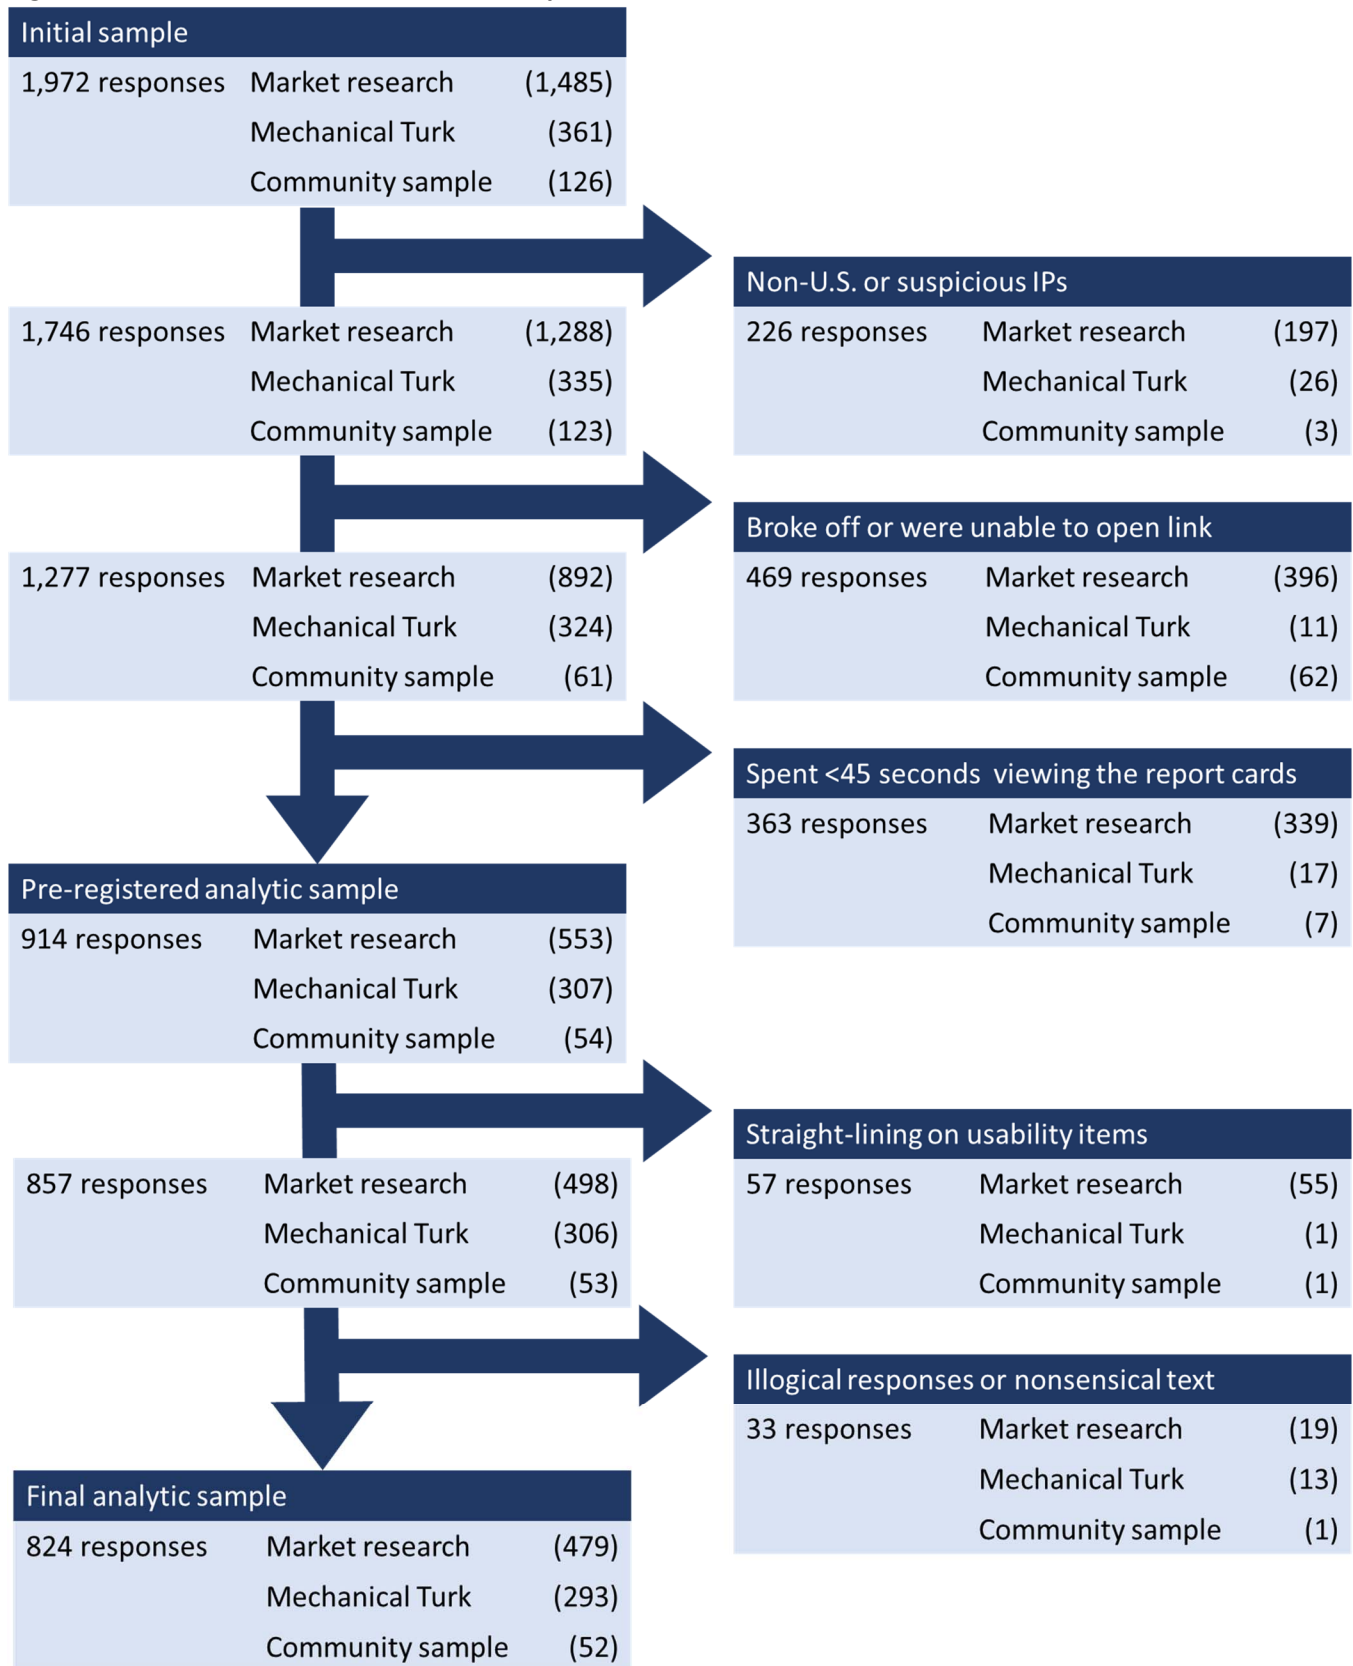 Initial sample
1,972 responses Market research (1,485)
Mechanical Turk (361)
Community sample (126)
Non-U.S. or suspicious IPs
226 responses Market research (197)
Mechanical Turk (26)
Community sample (3)
1,746 responses Market research (1,288)
Mechanical Turk (335)
Community sample (123)
Broke off or were unable to open link
469 responses Market research (396)
Mechanical Turk (11)
Community sample (62)
1,277 responses Market research (892)
Mechanical Turk (324)
Community sample (61)
Spent <45 seconds viewing the report cards
363 responses Market research (339)
Mechanical Turk (17)
Community sample (7)
Pre-registered analytic sample
914 responses Market research (553)
Mechanical Turk (307)
Community sample (54)
Straight-lining on usability items
57 responses Market research (55)
Mechanical Turk (1)
Community sample (1)
857 responses Market research (498)
Mechanical Turk (306)
Community sample (53)
Illogical responses or nonsensical text
33 responses Market research (19)
Mechanical Turk (13)
Community sample (1)
Final analytic sample
824 responses Market research (479)
Mechanical Turk (293)
Community sample (52)